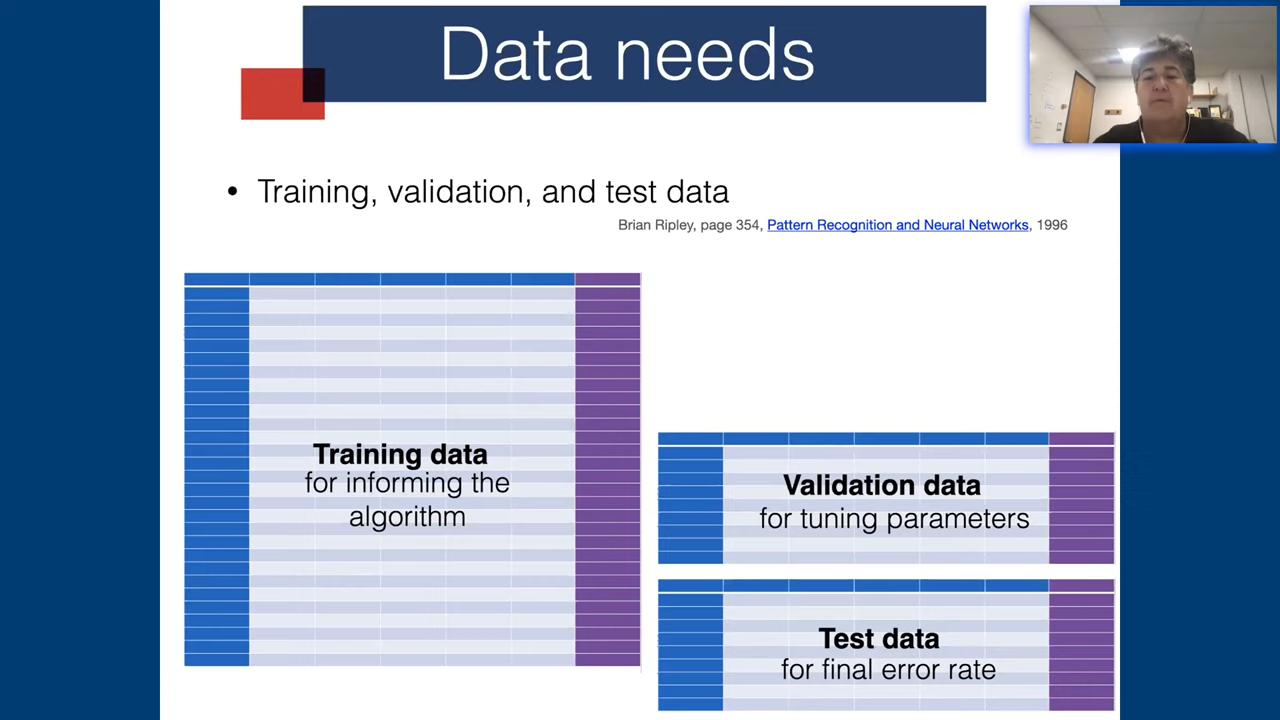 Data needs
• Training, validation, and test data
Brian Ripley, page 354, Pattern Recognition and Neural Networks, 1996
Training data
for informing the
algorithm
Validation data
for tuning parameters
Test data
for final error rate